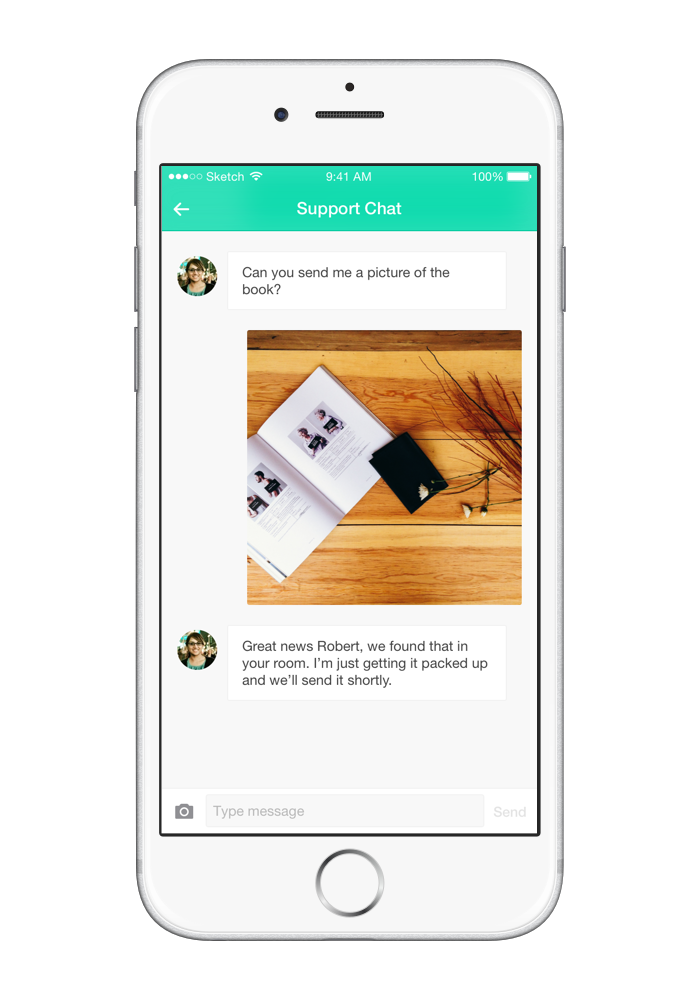 Sketch 9:41 AM 100%
Support Chat
Can you send me a picture of the
book?
Great news Robert, we found that in
your room. I’m just getting it packed up
and we’ll send it shortly.
Type message Send